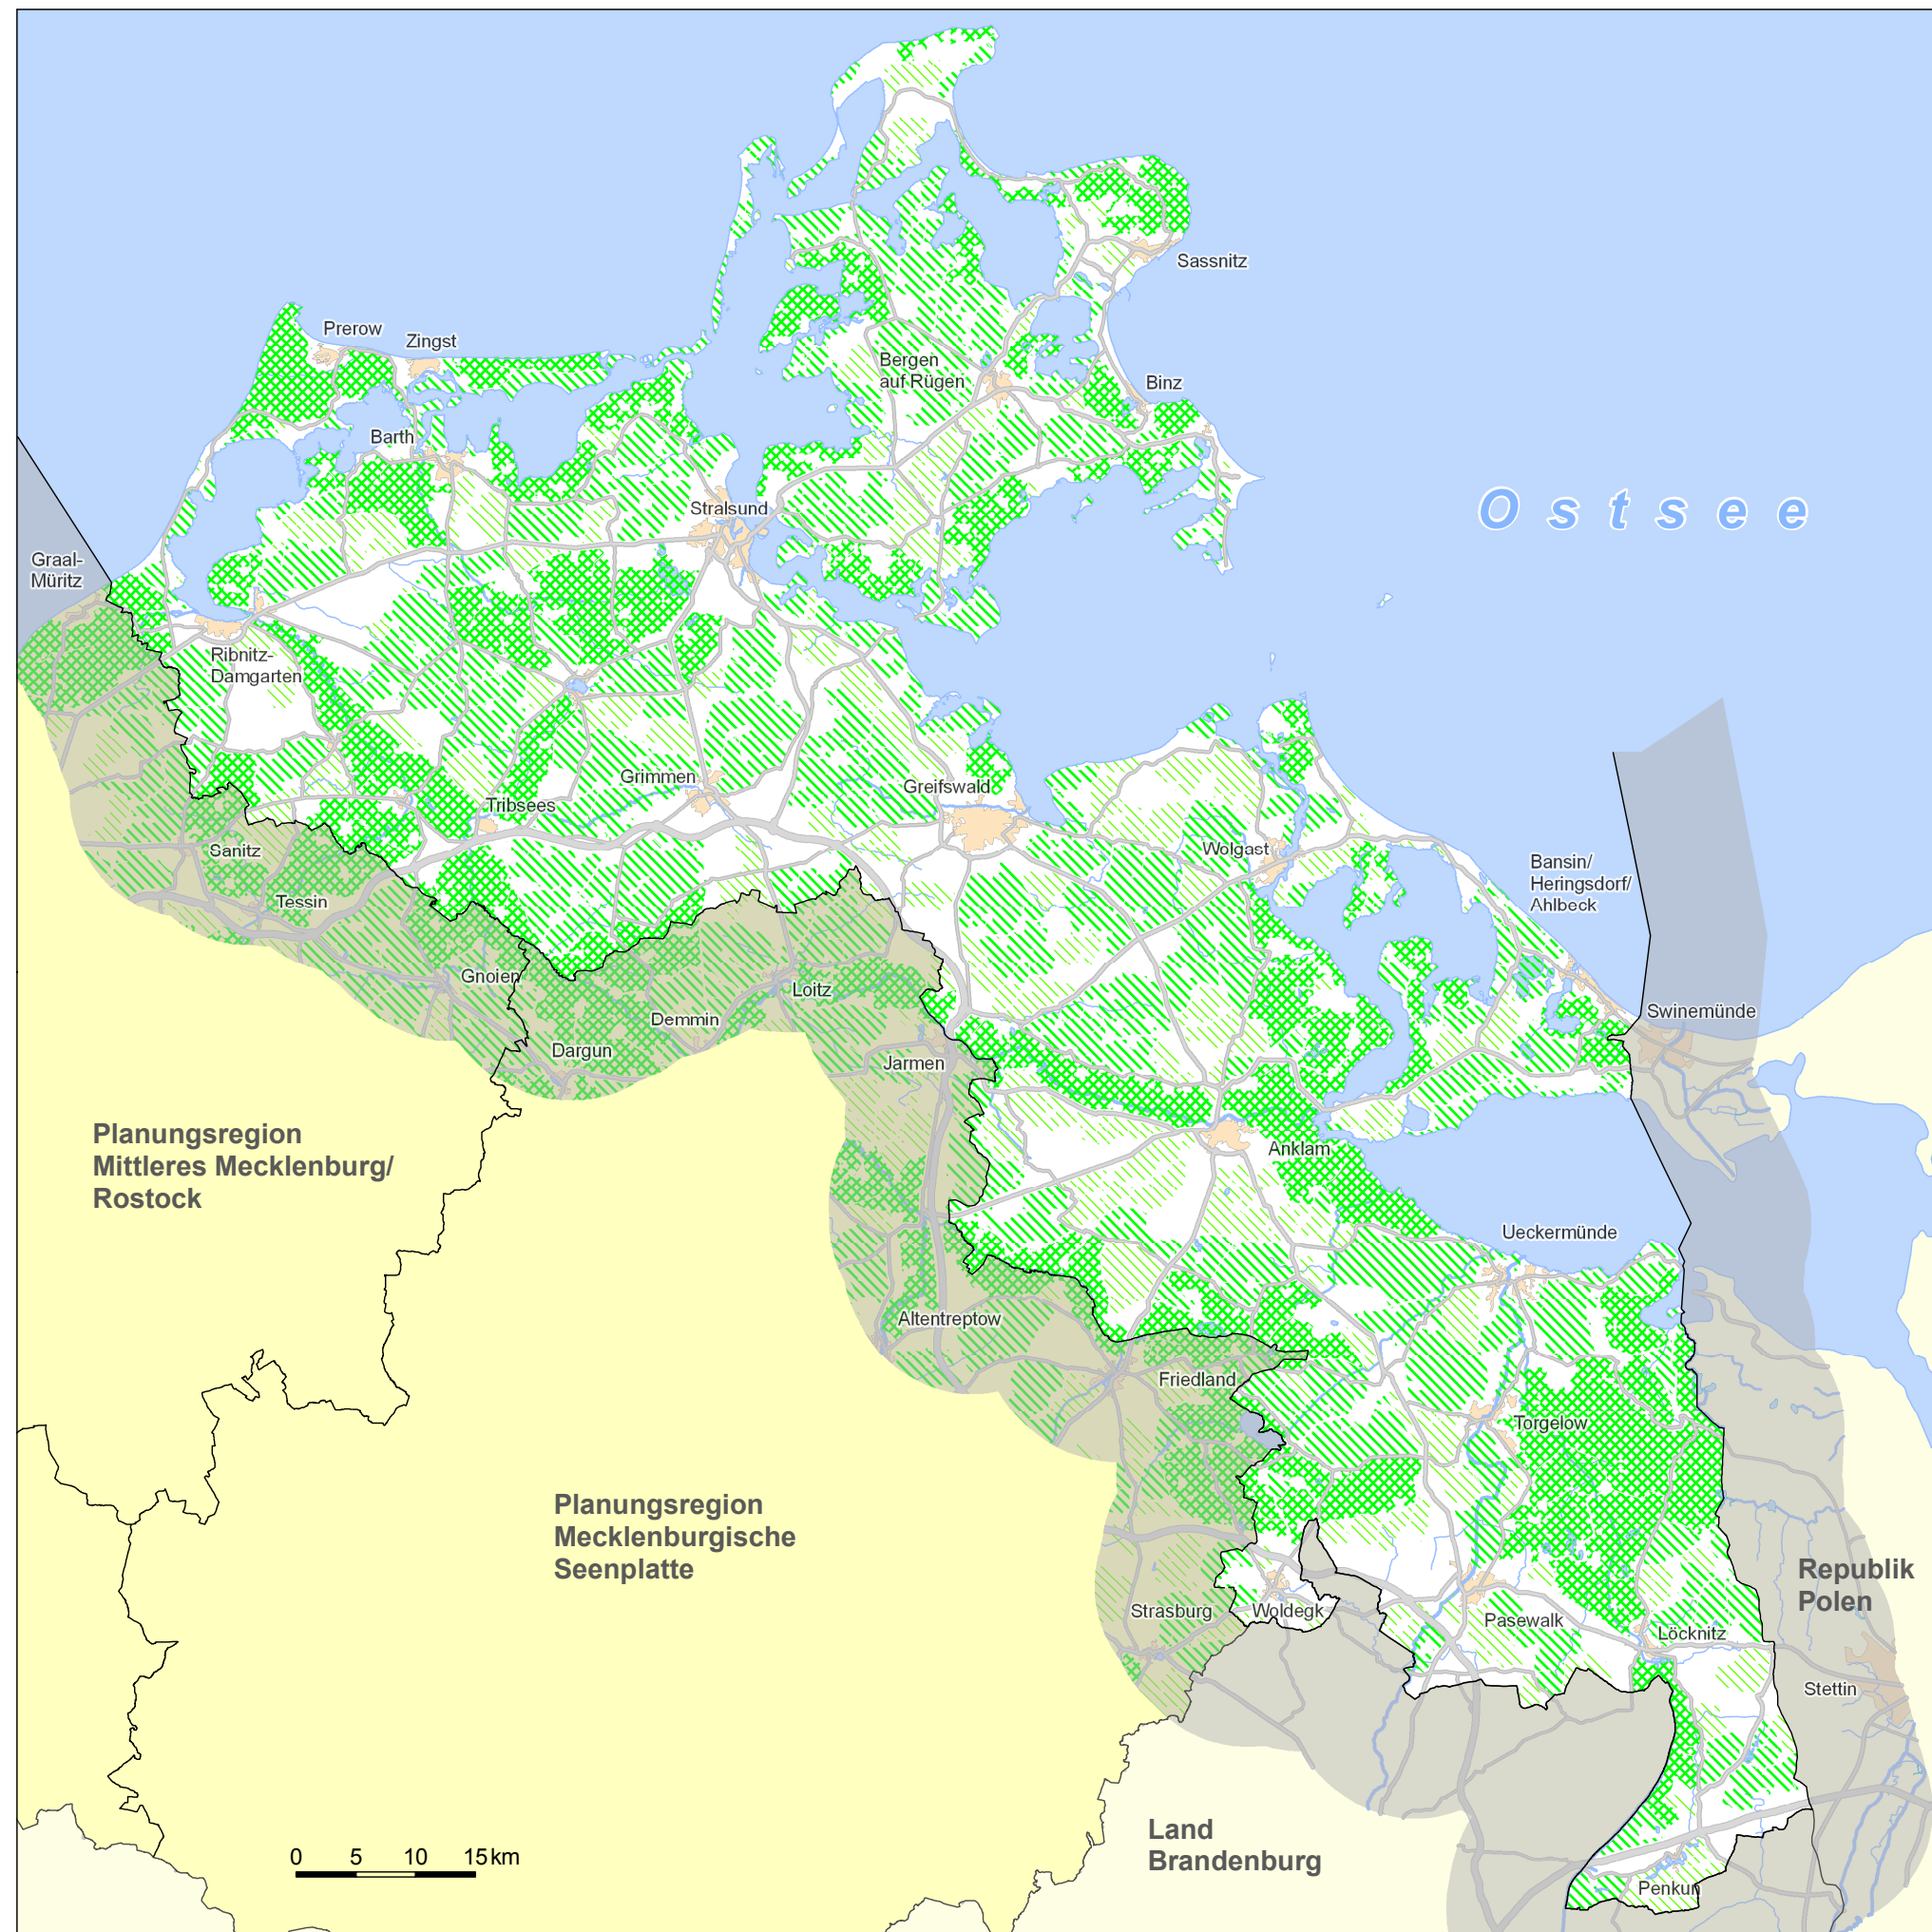 Sassnitz
Prerow
Zingst
Bergen
auf Rügen
Binz
Barth
Stralsund
Ostsee
Graal-
Müritz
Ribnitz-
Damgarten
Grimmen
Greifswald
Tribsees
Wolgast
Sanitz
Bansin/
Heringsdorf/
Ahlbeck
Tessin
Gnoien
Loitz
Demmin
Swinemünde
Dargun
Jarmen
Planungsregion
Mittleres Mecklenburg/
Rostock
Anklam
Ueckermünde
Altentreptow
Friedland
Torgelow
Planungsregion
Mecklenburgische
Seenplatte
Republik
Polen
Strasburg
Woldegk
Pasewalk
Löcknitz
Stettin
Land
Brandenburg
0 5 10 15 km
Penkun